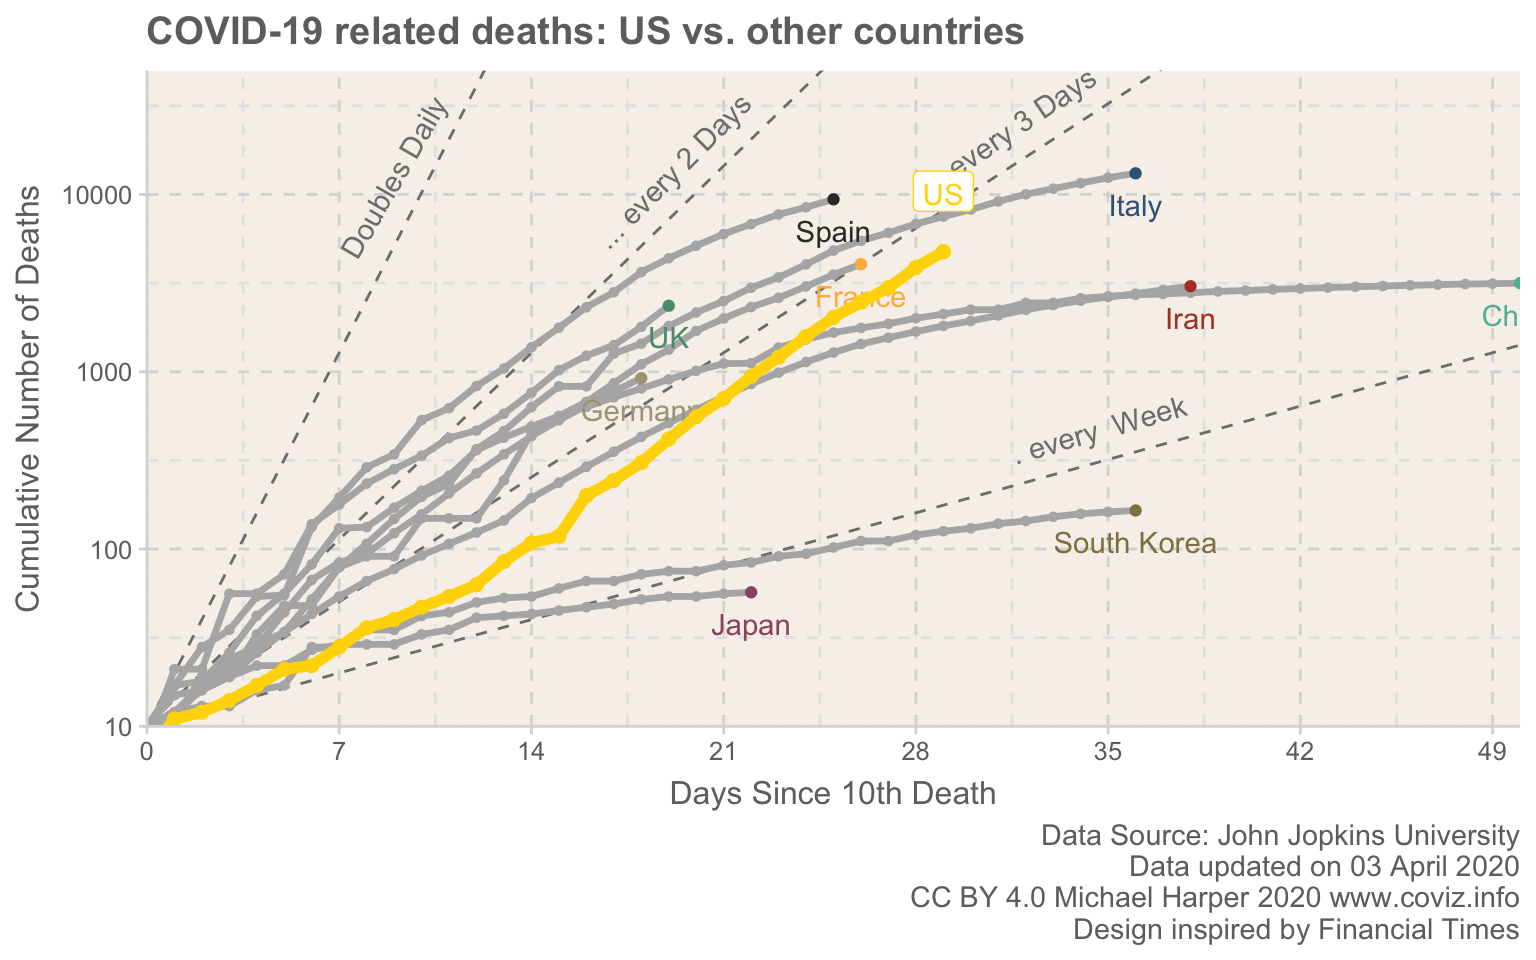 COVID-19 related deaths: US vs. other countries
Cumulative Number of Deaths
10000
1000
100
10
Doubles Daily
... every 2 Days
every 3 Days
. every  Week
US
Italy
Spain
France
UK
Iran
Ch
Germany
South Korea
Japan
0 7 14 21 28 35 42 49
Days Since 10th Death
Data Source: John Jopkins University
Data updated on 03 April 2020
CC BY 4.0 Michael Harper 2020 www.coviz.info
Design inspired by Financial Times